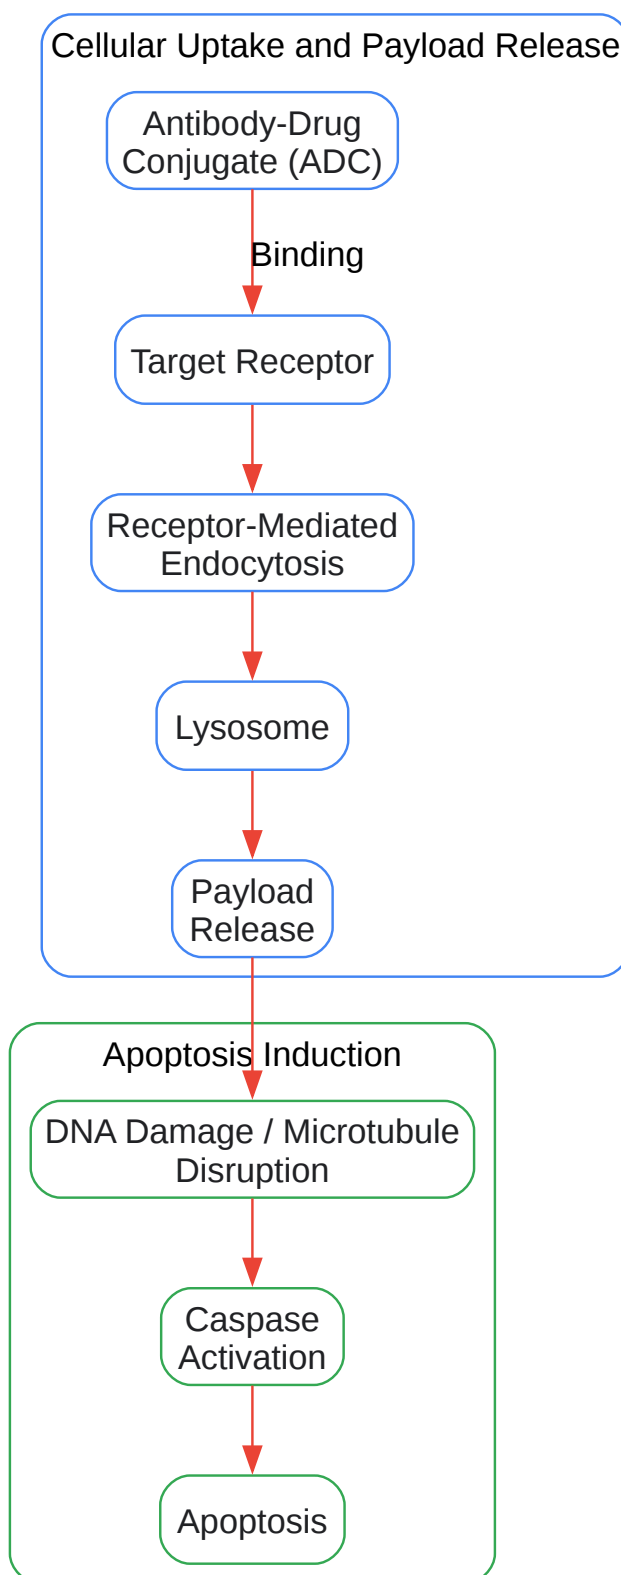 Cellular Uptake and Payload Release
Antibody-Drug
Conjugate (ADC)
Binding
Target Receptor
Receptor-Mediated
Endocytosis
Lysosome
Payload
Release
Apoptosis Induction
DNA Damage / Microtubule
Disruption
Caspase
Activation
Apoptosis